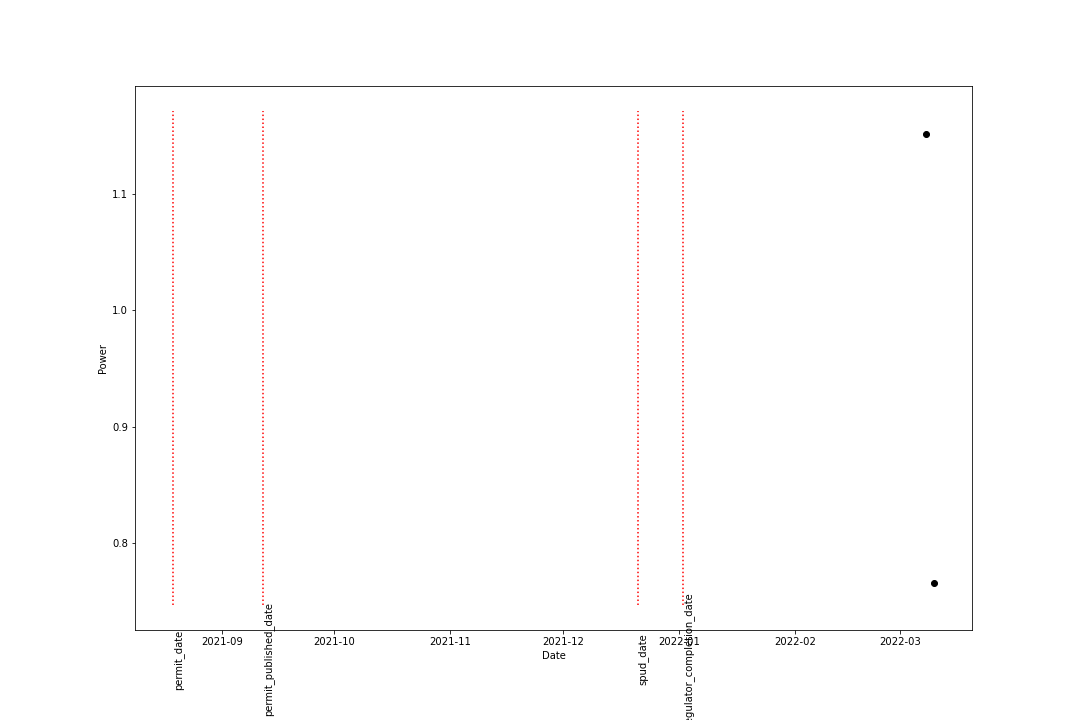 1.1
1.0
0.9
0.8
Power
2021-09
2021-10
2021-11
2021-12
2022-01
2022-02
2022-03
Date
permit_date
permit_published_date
spud_date
egulator_completion_date